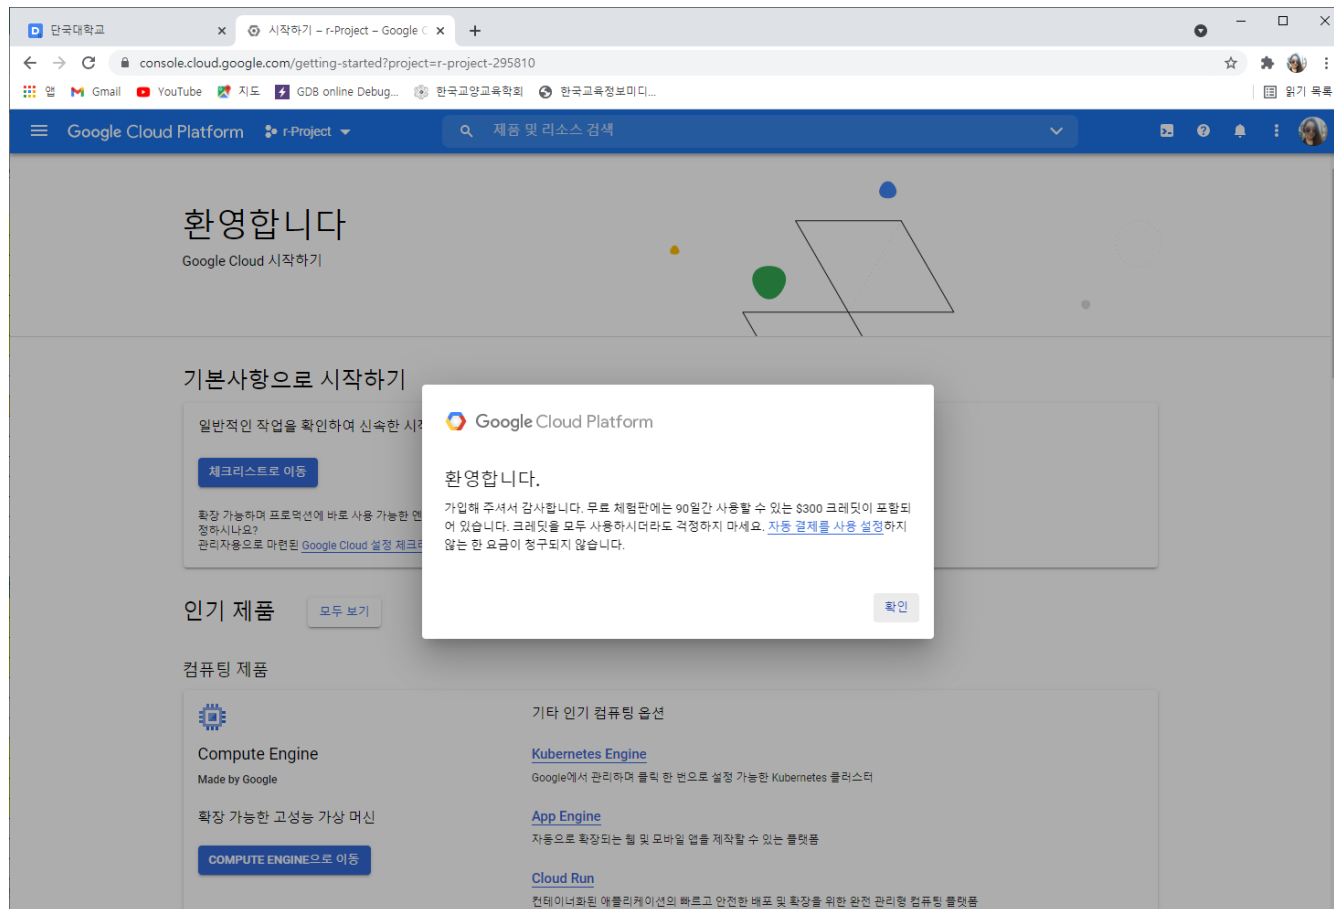 단국대학교
시작하기 – r-Project – Google C
console.cloud.google.com/getting-started?project=r-project-295810
앱 Gmail YouTube 지도 GDB online Debug... 한국교양교육학회 한국교육정보미디... 읽기 목록
Google Cloud Platform r-Project 제품 및 리소스 검색
환영합니다
Google Cloud 시작하기
기본사항으로 시작하기
일반적인 작업을 확인하여 신속한 시작
체크리스트로 이동
확장 가능하며 프로덕션에 바로 사용 가능한 엔
정하시나요?
관리자용으로 마련된 Google Cloud 설정 체크리
Google Cloud Platform
환영합니다.
가입해 주셔서 감사합니다. 무료 체험판에는 90일간 사용할 수 있는 $300 크레딧이 포함되
어 있습니다. 크레딧을 모두 사용하시더라도 걱정하지 마세요. 자동 결제를 사용 설정하지
않는 한 요금이 청구되지 않습니다.
확인
인기 제품 모두 보기
컴퓨팅 제품
Compute Engine
Made by Google
확장 가능한 고성능 가상 머신
COMPUTE ENGINE으로 이동
기타 인기 컴퓨팅 옵션
Kubernetes Engine
Google에서 관리하며 클릭 한 번으로 설정 가능한 Kubernetes 클러스터
App Engine
자동으로 확장되는 웹 및 모바일 앱을 제작할 수 있는 플랫폼
Cloud Run
컨테이너화된 애플리케이션의 빠르고 안전한 배포 및 확장을 위한 완전 관리형 컴퓨팅 플랫폼